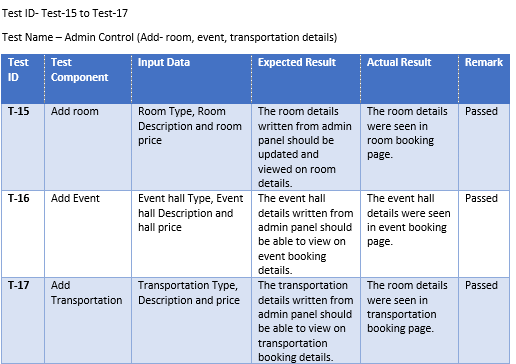 Test ID- Test-15 to Test-17
Test Name – Admin Control (Add- room, event, transportation details)
Test ID | Test Component | Input Data | Expected Result | Actual Result | Remark
T-15 | Add room | Room Type, Room Description and room price | The room details written from admin panel should be updated and viewed on room details. | The room details were seen in room booking page. | Passed
T-16 | Add Event | Event hall Type, Event hall Description and hall price | The event hall details written from admin panel should be able to view on event booking details. | The event hall details were seen in event booking page. | Passed
T-17 | Add Transportation | Transportation Type, Description and price | The transportation details written from admin panel should be able to view on transportation booking details. | The room details were seen in transportation booking page. | Passed